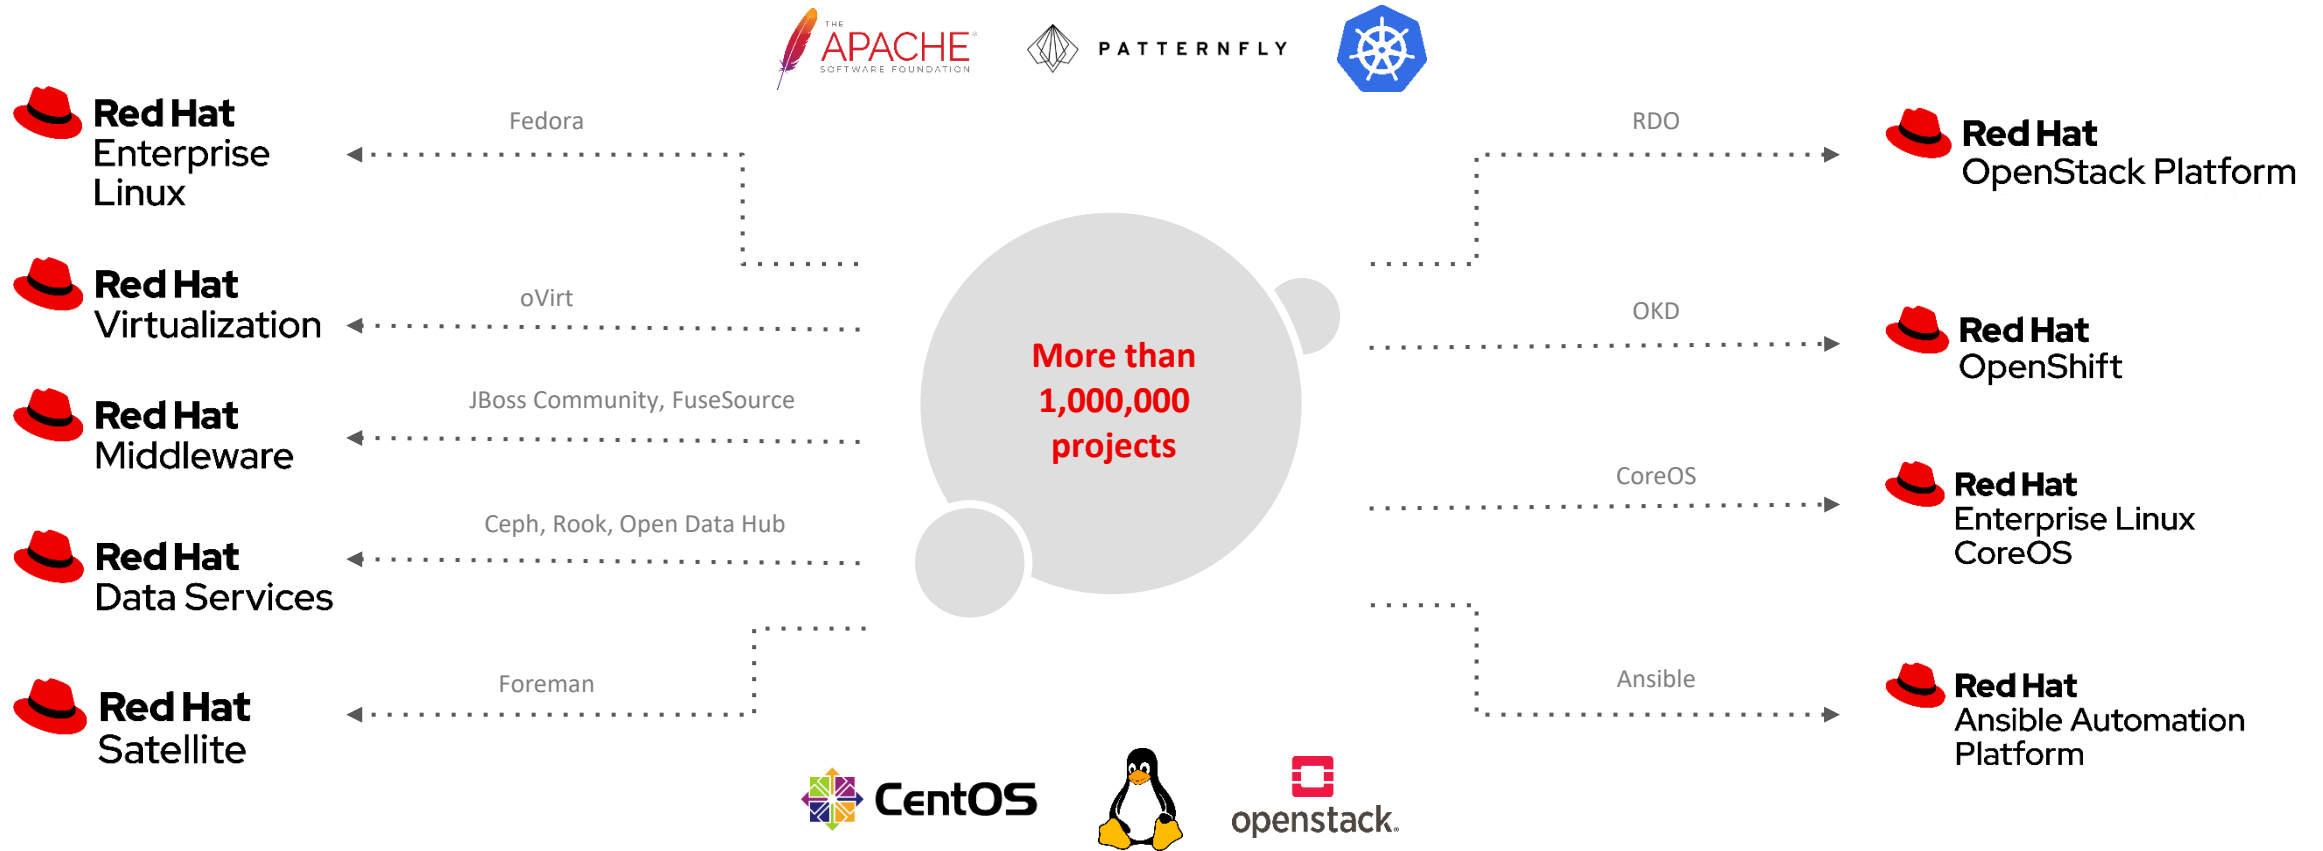 THE
APACHE
SOFTWARE FOUNDATION
PATTERNFLY
Red Hat
Enterprise
Linux
Fedora
Red Hat
Virtualization
oVirt
Red Hat
Middleware
JBoss Community, FuseSource
Red Hat
Data Services
Ceph, Rook, Open Data Hub
Red Hat
Satellite
Foreman
More than
1,000,000
projects
RDO
Red Hat
OpenStack Platform
OKD
Red Hat
OpenShift
CoreOS
Red Hat
Enterprise Linux
CoreOS
Ansible
Red Hat
Ansible Automation
Platform
CentOS
openstack.